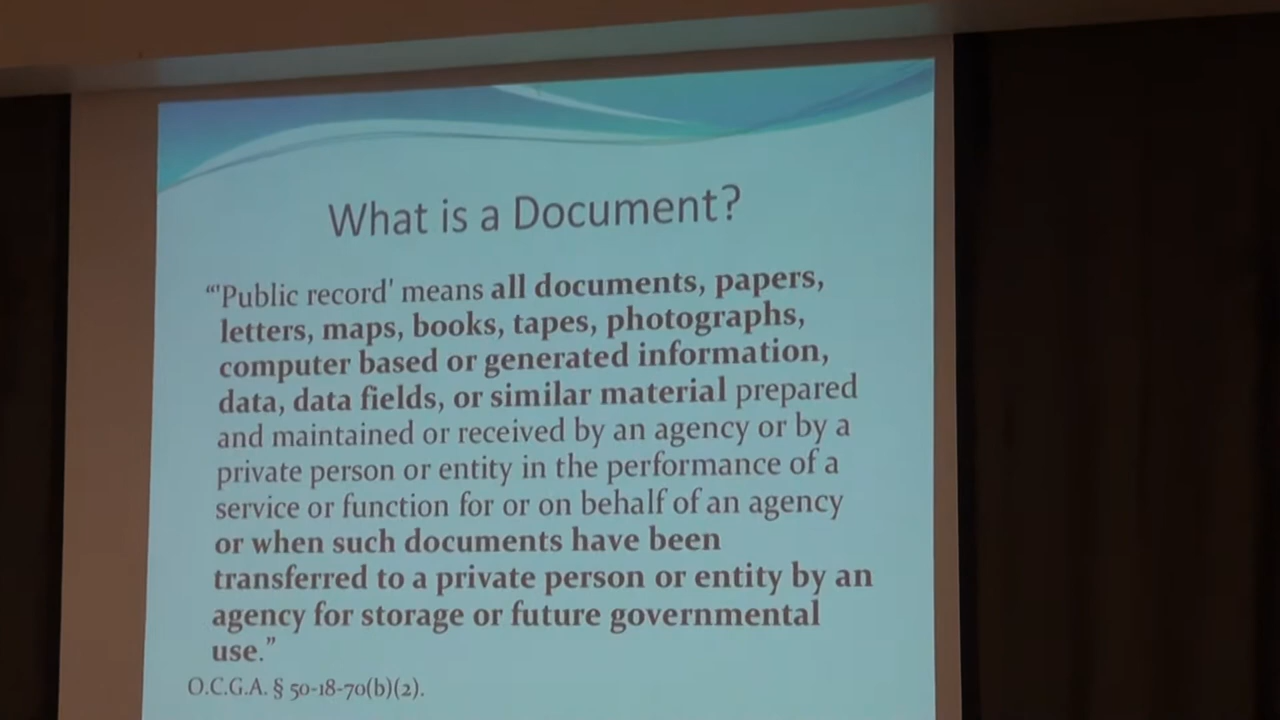 What is a Document?
“'Public record' means all documents, papers,
letters, maps, books, tapes, photographs,
computer based or generated information,
data, data fields, or similar material prepared
and maintained or received by an agency or by a
private person or entity in the performance of a
service or function for or on behalf of an agency
or when such documents have been
transferred to a private person or entity by an
agency for storage or future governmental
use.”
O.C.G.A. § 50-18-70(b)(2).